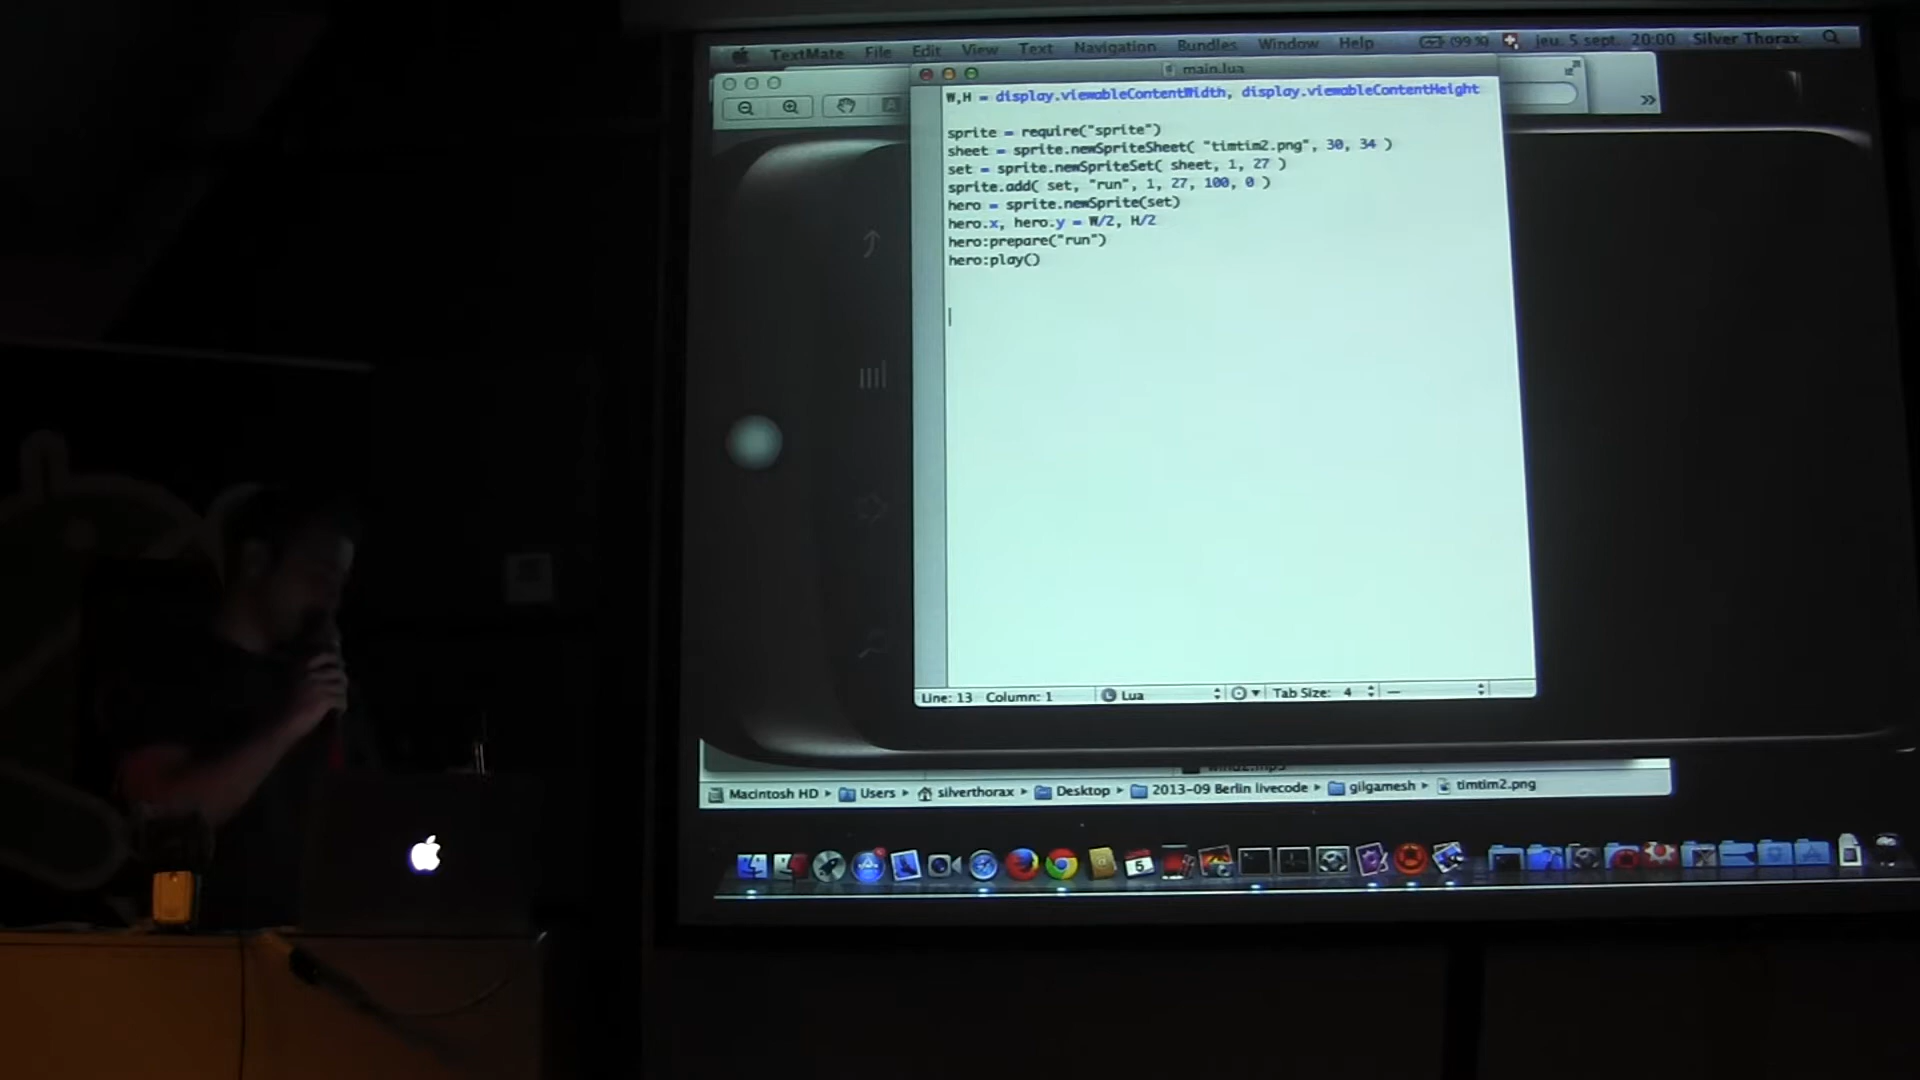 TextMate File Edit View Text Navigation Bundles Window Help (99%) jeu. 5 sept. 20:00 Silver Thorax
main.lua
W,H = display.viewableContentWidth, display.viewableContentHeight
sprite = require("sprite")
sheet = sprite.newSpriteSheet( "timtim2.png", 30, 34 )
set = sprite.newSpriteSet( sheet, 1, 27 )
sprite.add( set, "run", 1, 27, 100, 0 )
hero = sprite.newSprite(set)
hero.x, hero.y = W/2, H/2
hero:prepare("run")
hero:play()
Line: 13 Column: 1 Lua Tab Size: 4 —
Macintosh HD Users silverthorax Desktop 2013-09 Berlin livecode gilgamesh timtim2.png
5